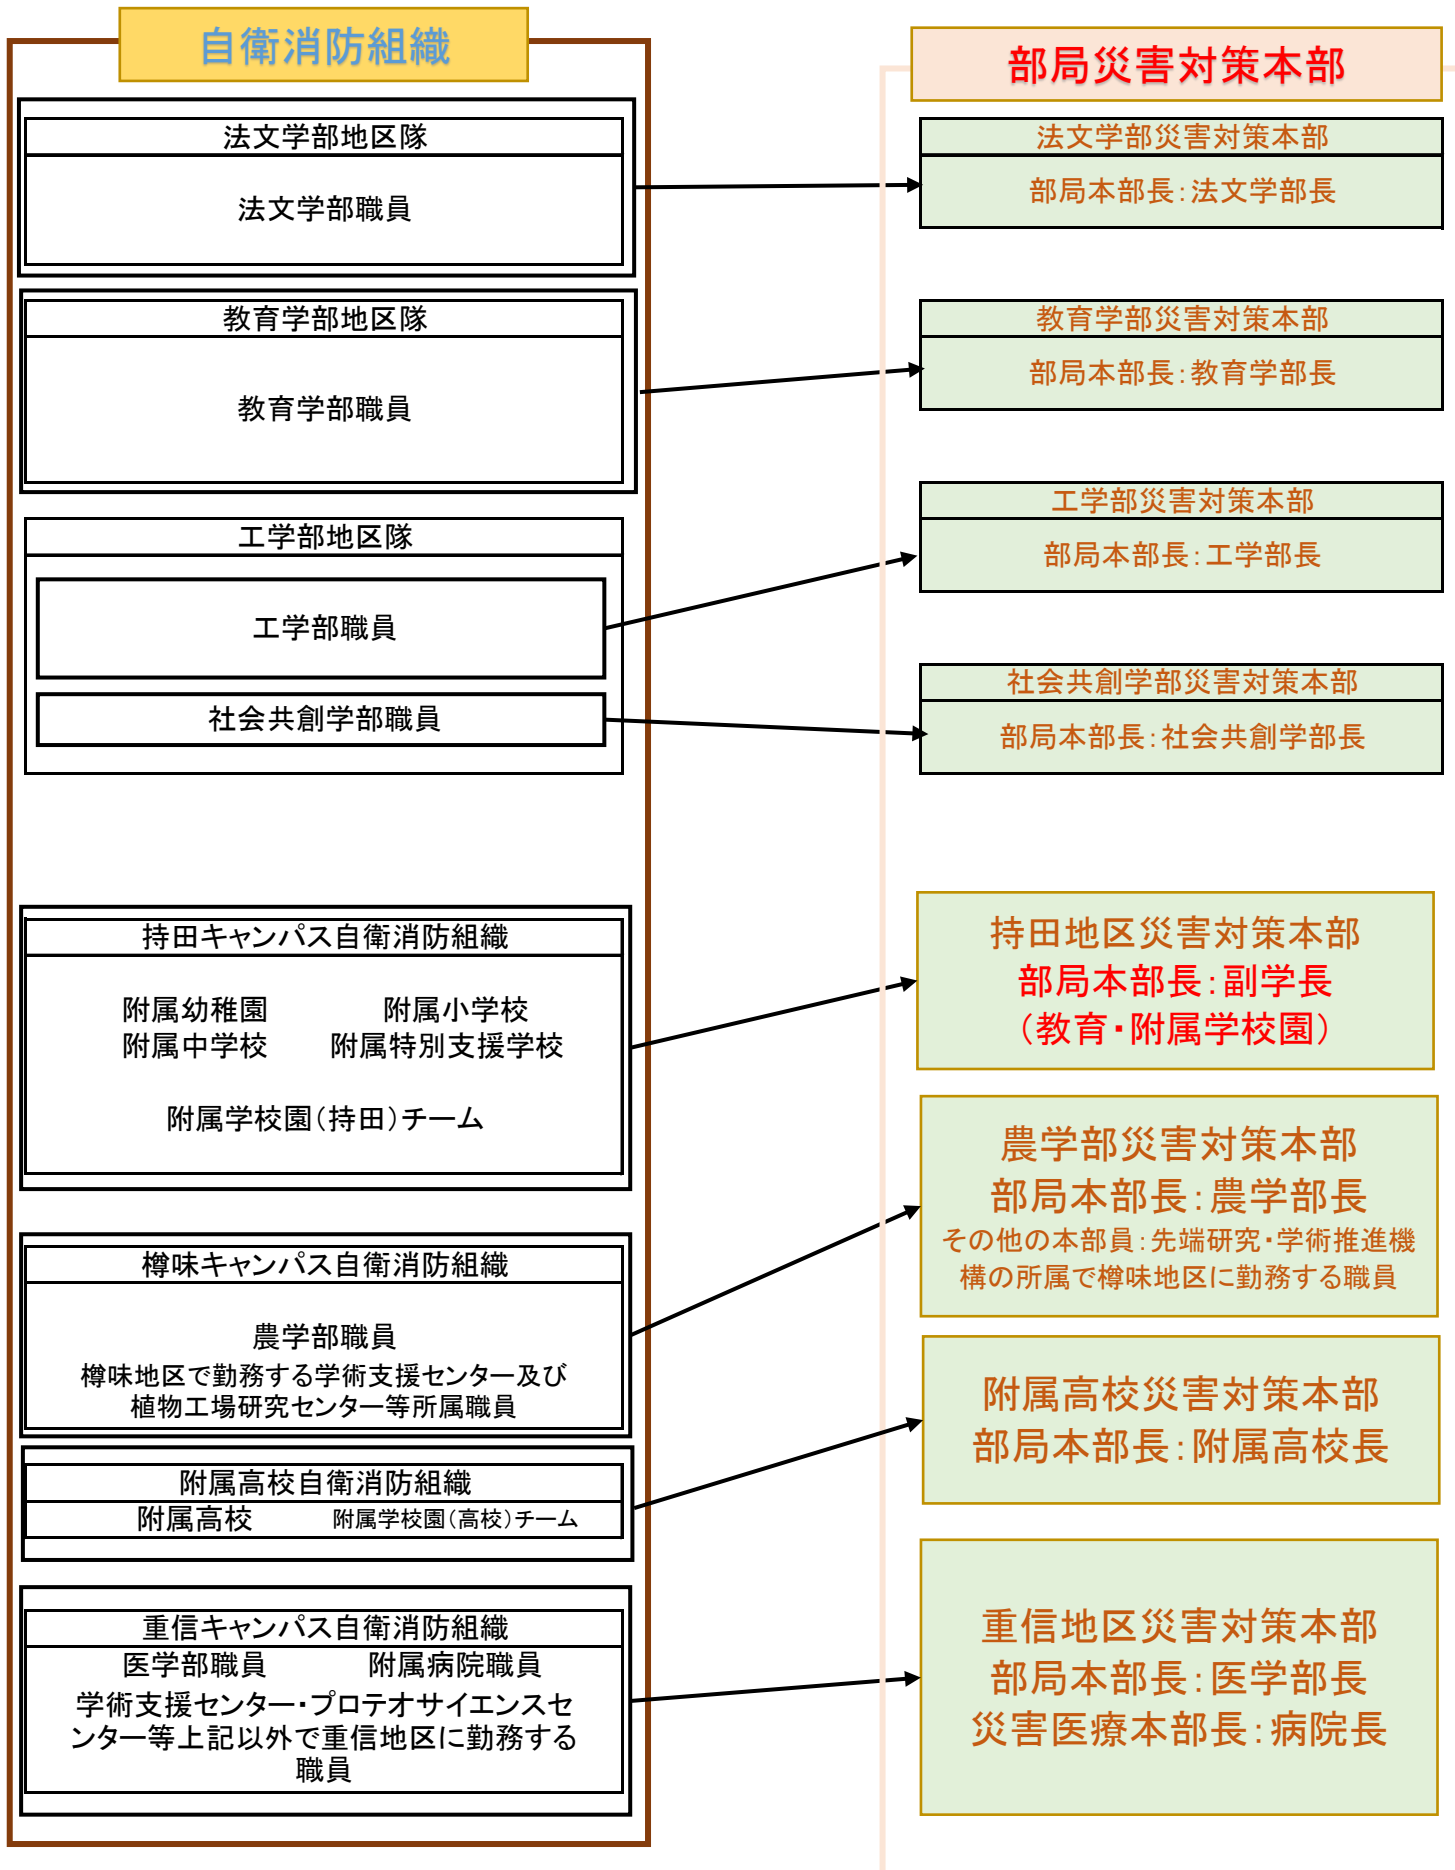 自衛消防組織
法文学部地区隊
法文学部職員
教育学部地区隊
教育学部職員
工学部地区隊
工学部職員
社会共創学部職員
持田キャンパス自衛消防組織
附属幼稚園 附属小学校
附属中学校 附属特別支援学校
附属学校園（持田）チーム
樽味キャンパス自衛消防組織
農学部職員
樽味地区で勤務する学術支援センター及び
植物工場研究センター等所属職員
附属高校自衛消防組織
附属高校 附属学校園（高校）チーム
重信キャンパス自衛消防組織
医学部職員 附属病院職員
学術支援センター・プロテオサイエンスセ
ンター等上記以外で重信地区に勤務する
職員
部局災害対策本部
法文学部災害対策本部
部局本部長：法文学部長
教育学部災害対策本部
部局本部長：教育学部長
工学部災害対策本部
部局本部長：工学部長
社会共創学部災害対策本部
部局本部長：社会共創学部長
持田地区災害対策本部
部局本部長：副学長
（教育・附属学校園）
農学部災害対策本部
部局本部長：農学部長
その他の本部員：先端研究・学術推進機
構の所属で樽味地区に勤務する職員
附属高校災害対策本部
部局本部長：附属高校長
重信地区災害対策本部
部局本部長：医学部長
災害医療本部長：病院長